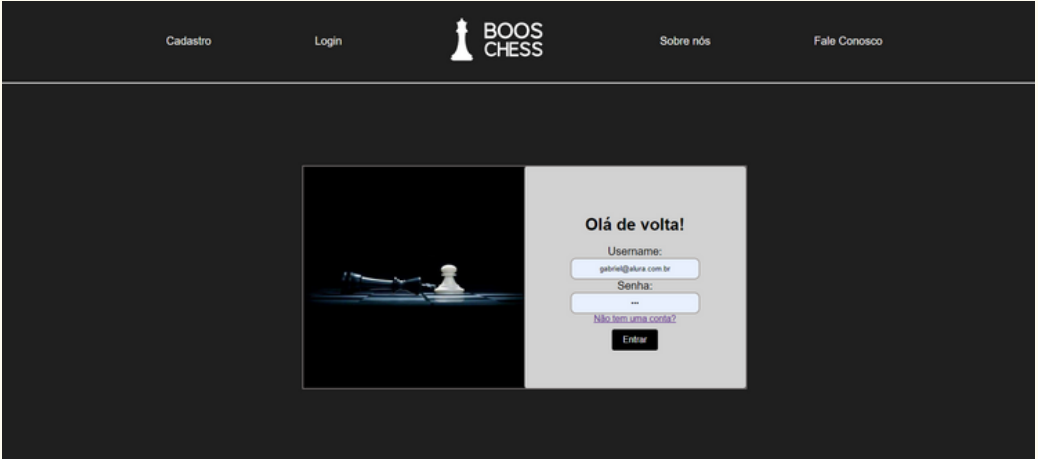 Cadastro
Login
BOOS
CHESS
Sobre nós
Fale Conosco
Olá de volta!
Username:
gabriel@alura.com.br
Senha:
•••
Não tem uma conta?
Entrar